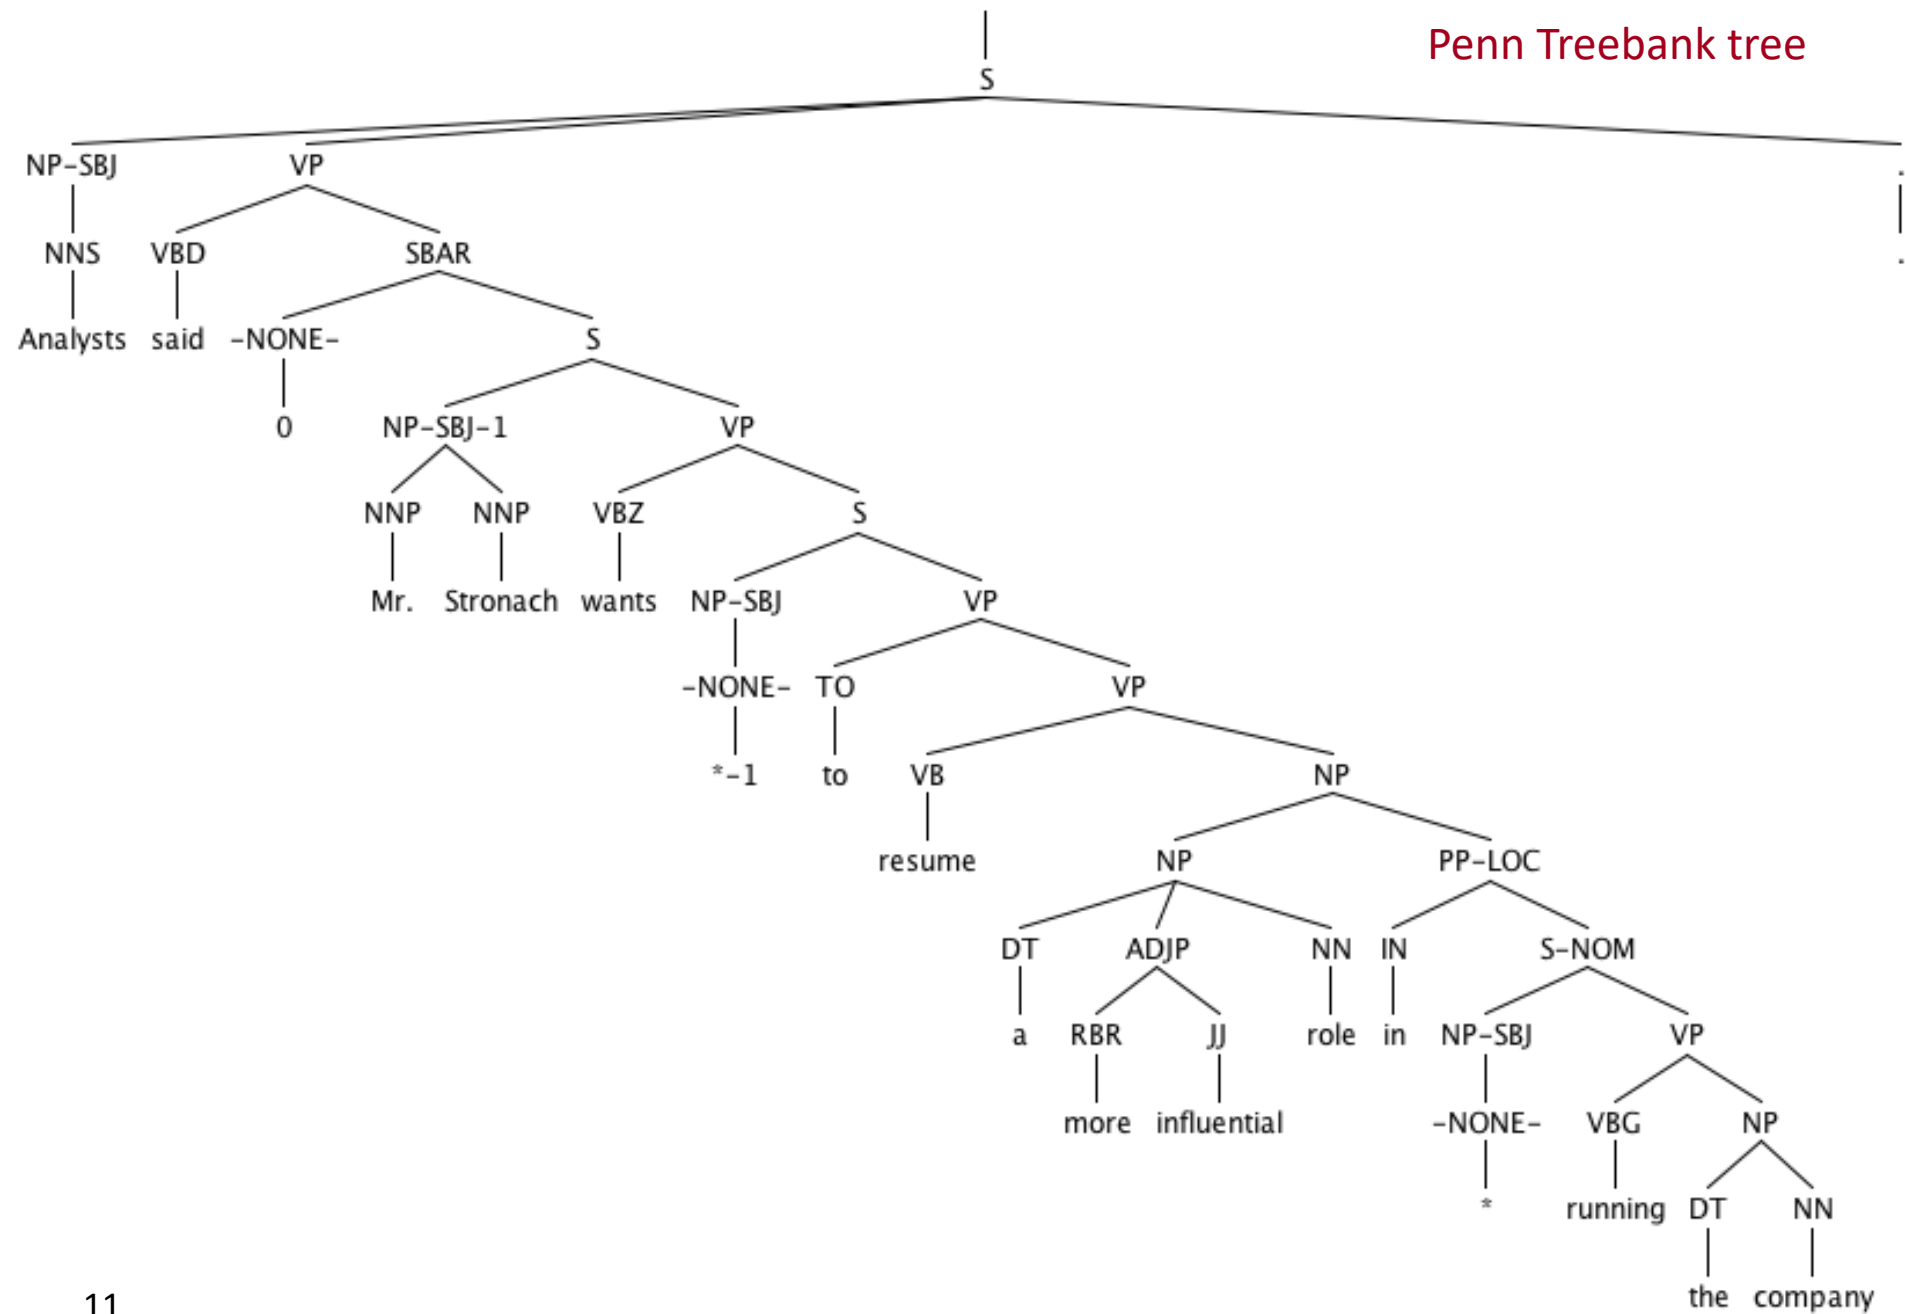 Penn Treebank tree
S
NP-SBJ VP .
NNS VBD SBAR .
Analysts said -NONE- S
0 NP-SBJ-1 VP
NNP NNP VBZ S
Mr. Stronach wants NP-SBJ VP
-NONE- TO VP
*-1 to VB NP
resume NP PP-LOC
DT ADJP NN IN S-NOM
a RBR JJ role in NP-SBJ VP
more influential -NONE- VBG NP
* running DT NN
the company
11